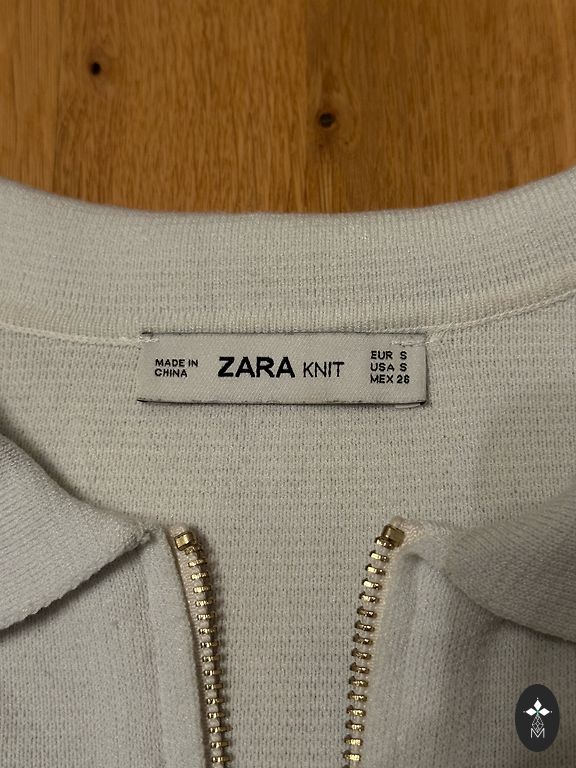 MADE IN
CHINA
ZARA KNIT
EUR S
USA S
MEX 26
M